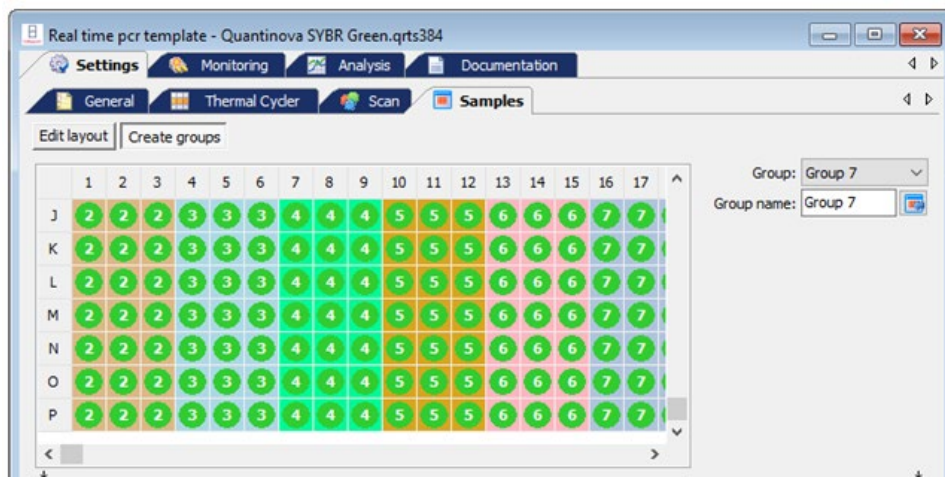 Real time pcr template - Quantinova SYBR Green.qrts384
Settings Monitoring Analysis Documentation
General Thermal Cycler Scan Samples
Edit layout Create groups
Group: Group 7
Group name: Group 7
1 2 3 4 5 6 7 8 9 10 11 12 13 14 15 16 17
J 2 2 2 3 3 3 4 4 4 5 5 5 6 6 6 7 7
K 2 2 2 3 3 3 4 4 4 5 5 5 6 6 6 7 7
L 2 2 2 3 3 3 4 4 4 5 5 5 6 6 6 7 7
M 2 2 2 3 3 3 4 4 4 5 5 5 6 6 6 7 7
N 2 2 2 3 3 3 4 4 4 5 5 5 6 6 6 7 7
O 2 2 2 3 3 3 4 4 4 5 5 5 6 6 6 7 7
P 2 2 2 3 3 3 4 4 4 5 5 5 6 6 6 7 7